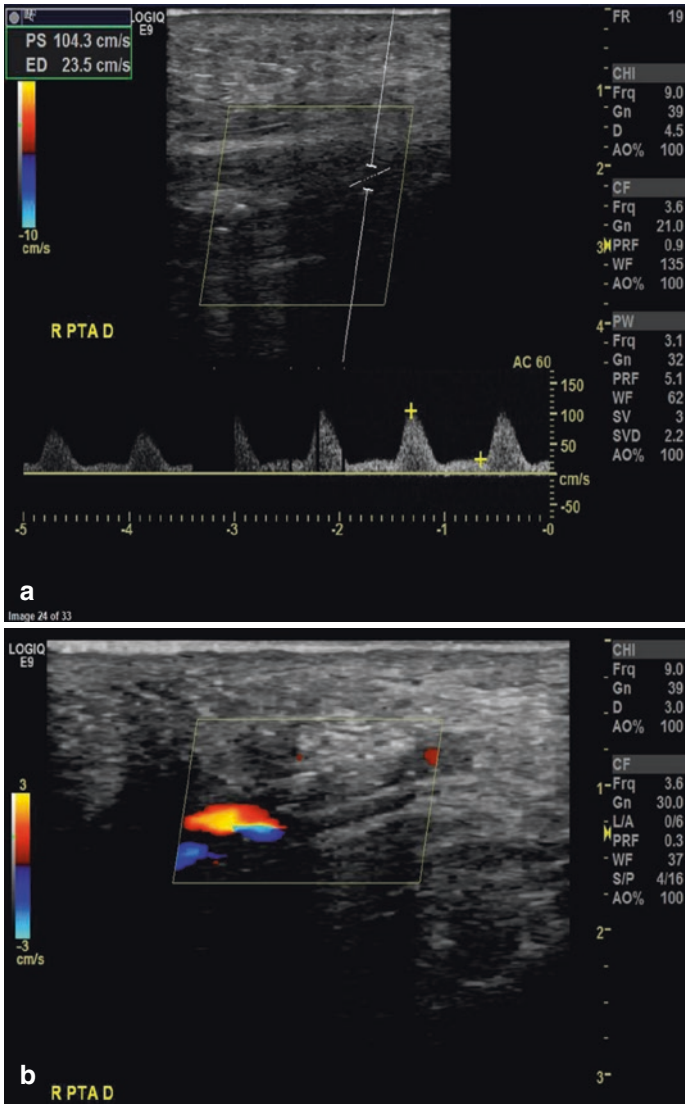 LOGIQ
E9
PS 104.3 cm/s
ED 23.5 cm/s
-10
cm/s
R PTA D
FR 19
CHI
Frq 9.0
Gn 39
D 4.5
AO% 100
CF
Frq 3.6
Gn 21.0
PRF 0.9
WF 135
AO% 100
PW
Frq 3.1
Gn 32
PRF 5.1
WF 62
SV 3
SVD 2.2
AO% 100
1
2
3
4
AC 60
150
100
50
cm/s
-50
-5 -4 -3 -2 -1 -0
a
Image 24 of 33
LOGIQ
E9
3
-3
cm/s
R PTA D
CHI
Frq 9.0
Gn 39
D 3.0
AO% 100
CF
Frq 3.6
Gn 30.0
L/A 0/6
PRF 0.3
WF 37
S/P 4/16
AO% 100
1
2
3
b